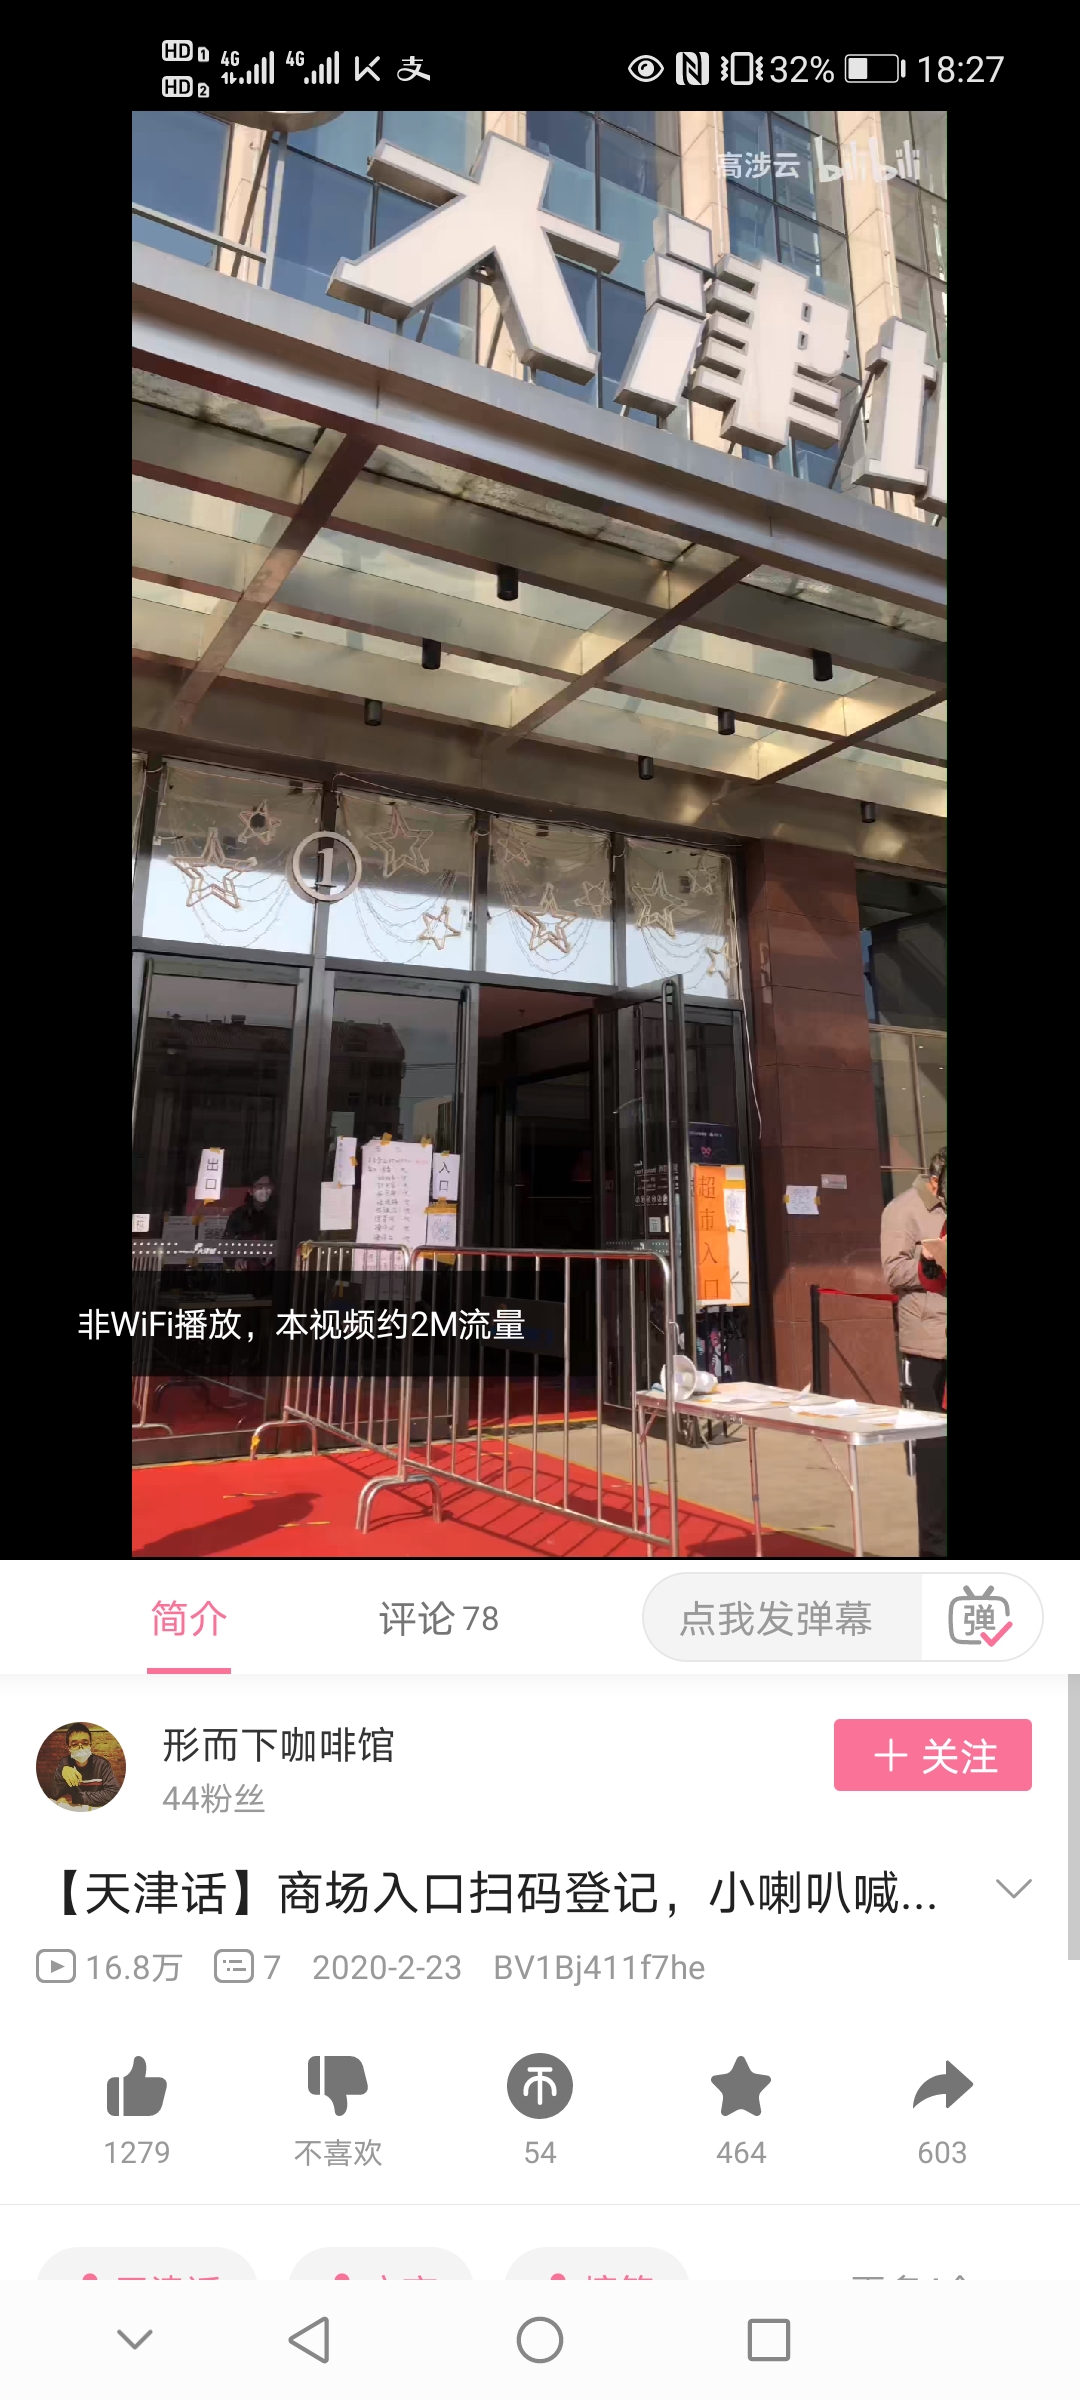 HD 1 4G 4G 32% 18:27
HD 2
高涉云 bilibili
大津
1
出口
入口
超市入口
非WiFi播放，本视频约2M流量
简介 评论 78 点我发弹幕 弹
形而下咖啡馆
44粉丝
＋ 关注
【天津话】商场入口扫码登记，小喇叭喊...
16.8万 7 2020-2-23 BV1Bj411f7he
1279 不喜欢 54 464 603